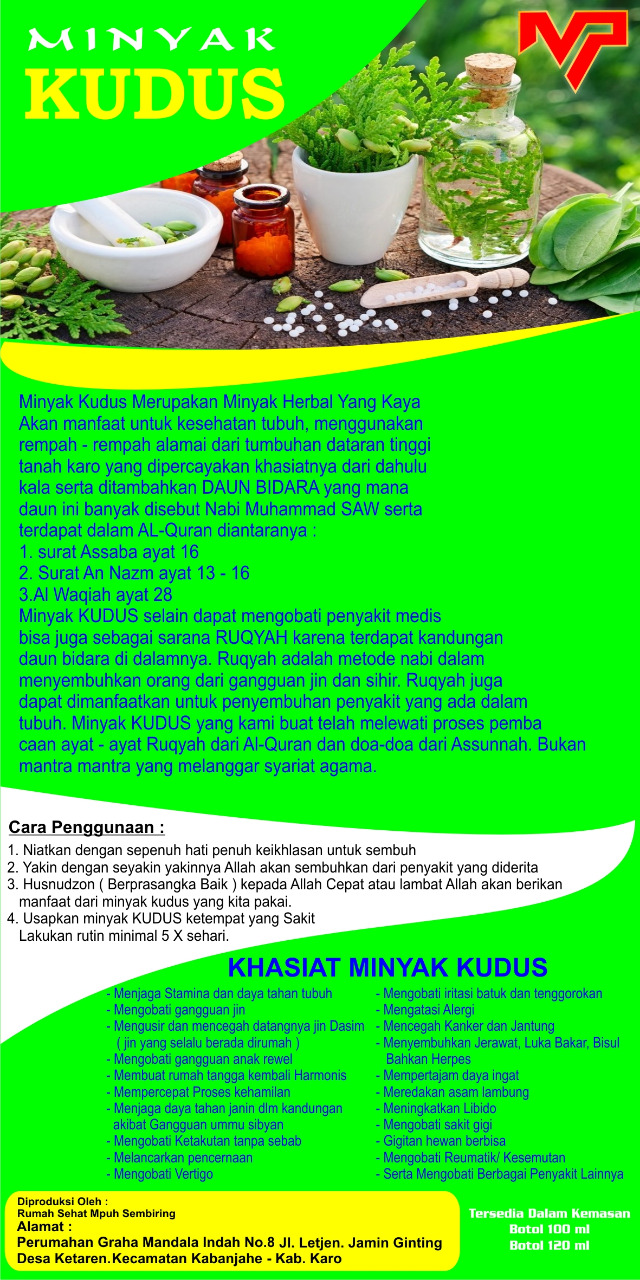 MINYAK
KUDUS
MP
Minyak Kudus Merupakan Minyak Herbal Yang Kaya
Akan manfaat untuk kesehatan tubuh, menggunakan
rempah - rempah alamai dari tumbuhan dataran tinggi
tanah karo yang dipercayakan khasiatnya dari dahulu
kala serta ditambahkan DAUN BIDARA yang mana
daun ini banyak disebut Nabi Muhammad SAW serta
terdapat dalam AL-Quran diantaranya :
1. surat Assaba ayat 16
2. Surat An Nazm ayat 13 - 16
3.Al Waqiah ayat 28
Minyak KUDUS selain dapat mengobati penyakit medis
bisa juga sebagai sarana RUQYAH karena terdapat kandungan
daun bidara di dalamnya. Ruqyah adalah metode nabi dalam
menyembuhkan orang dari gangguan jin dan sihir. Ruqyah juga
dapat dimanfaatkan untuk penyembuhan penyakit yang ada dalam
tubuh. Minyak KUDUS yang kami buat telah melewati proses pemba
caan ayat - ayat Ruqyah dari Al-Quran dan doa-doa dari Assunnah. Bukan
mantra mantra yang melanggar syariat agama.
Cara Penggunaan :
1. Niatkan dengan sepenuh hati penuh keikhlasan untuk sembuh
2. Yakin dengan seyakin yakinnya Allah akan sembuhkan dari penyakit yang diderita
3. Husnudzon ( Berprasangka Baik ) kepada Allah Cepat atau lambat Allah akan berikan
manfaat dari minyak kudus yang kita pakai.
4. Usapkan minyak KUDUS ketempat yang Sakit
Lakukan rutin minimal 5 X sehari.
KHASIAT MINYAK KUDUS
- Menjaga Stamina dan daya tahan tubuh
- Mengobati gangguan jin
- Mengusir dan mencegah datangnya jin Dasim
( jin yang selalu berada dirumah )
- Mengobati gangguan anak rewel
- Membuat rumah tangga kembali Harmonis
- Mempercepat Proses kehamilan
- Menjaga daya tahan janin dlm kandungan
akibat Gangguan ummu sibyan
- Mengobati Ketakutan tanpa sebab
- Melancarkan pencernaan
- Mengobati Vertigo
- Mengobati iritasi batuk dan tenggorokan
- Mengatasi Alergi
- Mencegah Kanker dan Jantung
- Menyembuhkan Jerawat, Luka Bakar, Bisul
Bahkan Herpes
- Mempertajam daya ingat
- Meredakan asam lambung
- Meningkatkan Libido
- Mengobati sakit gigi
- Gigitan hewan berbisa
- Mengobati Reumatik/ Kesemutan
- Serta Mengobati Berbagai Penyakit Lainnya
Diproduksi Oleh :
Rumah Sehat Mpuh Sembiring
Alamat :
Perumahan Graha Mandala Indah No.8 Jl. Letjen. Jamin Ginting
Desa Ketaren.Kecamatan Kabanjahe - Kab. Karo
Tersedia Dalam Kemasan
Botol 100 ml
Botol 120 ml